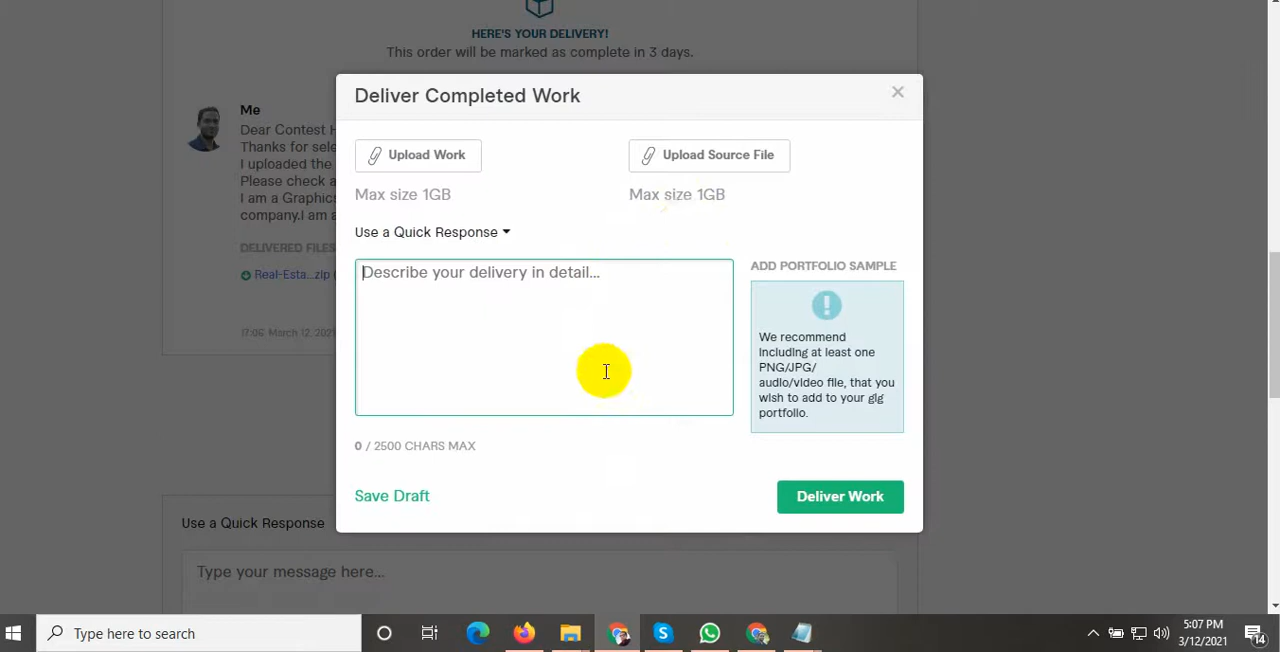 HERE'S YOUR DELIVERY!
This order will be marked as complete in 3 days.
Deliver Completed Work
Me
Dear Contest H
Thanks for sele
I uploaded the
Please check a
I am a Graphics
company.I am a
DELIVERED FILES
Real-Esta...zip (
17:06, March 12, 2021
Upload Work
Upload Source File
Max size 1GB
Max size 1GB
Use a Quick Response
Describe your delivery in detail...
ADD PORTFOLIO SAMPLE
!
We recommend
including at least one
PNG/JPG/
audio/video file, that you
wish to add to your gig
portfolio.
0 / 2500 CHARS MAX
Save Draft
Deliver Work
Use a Quick Response
Type your message here...
Type here to search
5:07 PM
3/12/2021
14